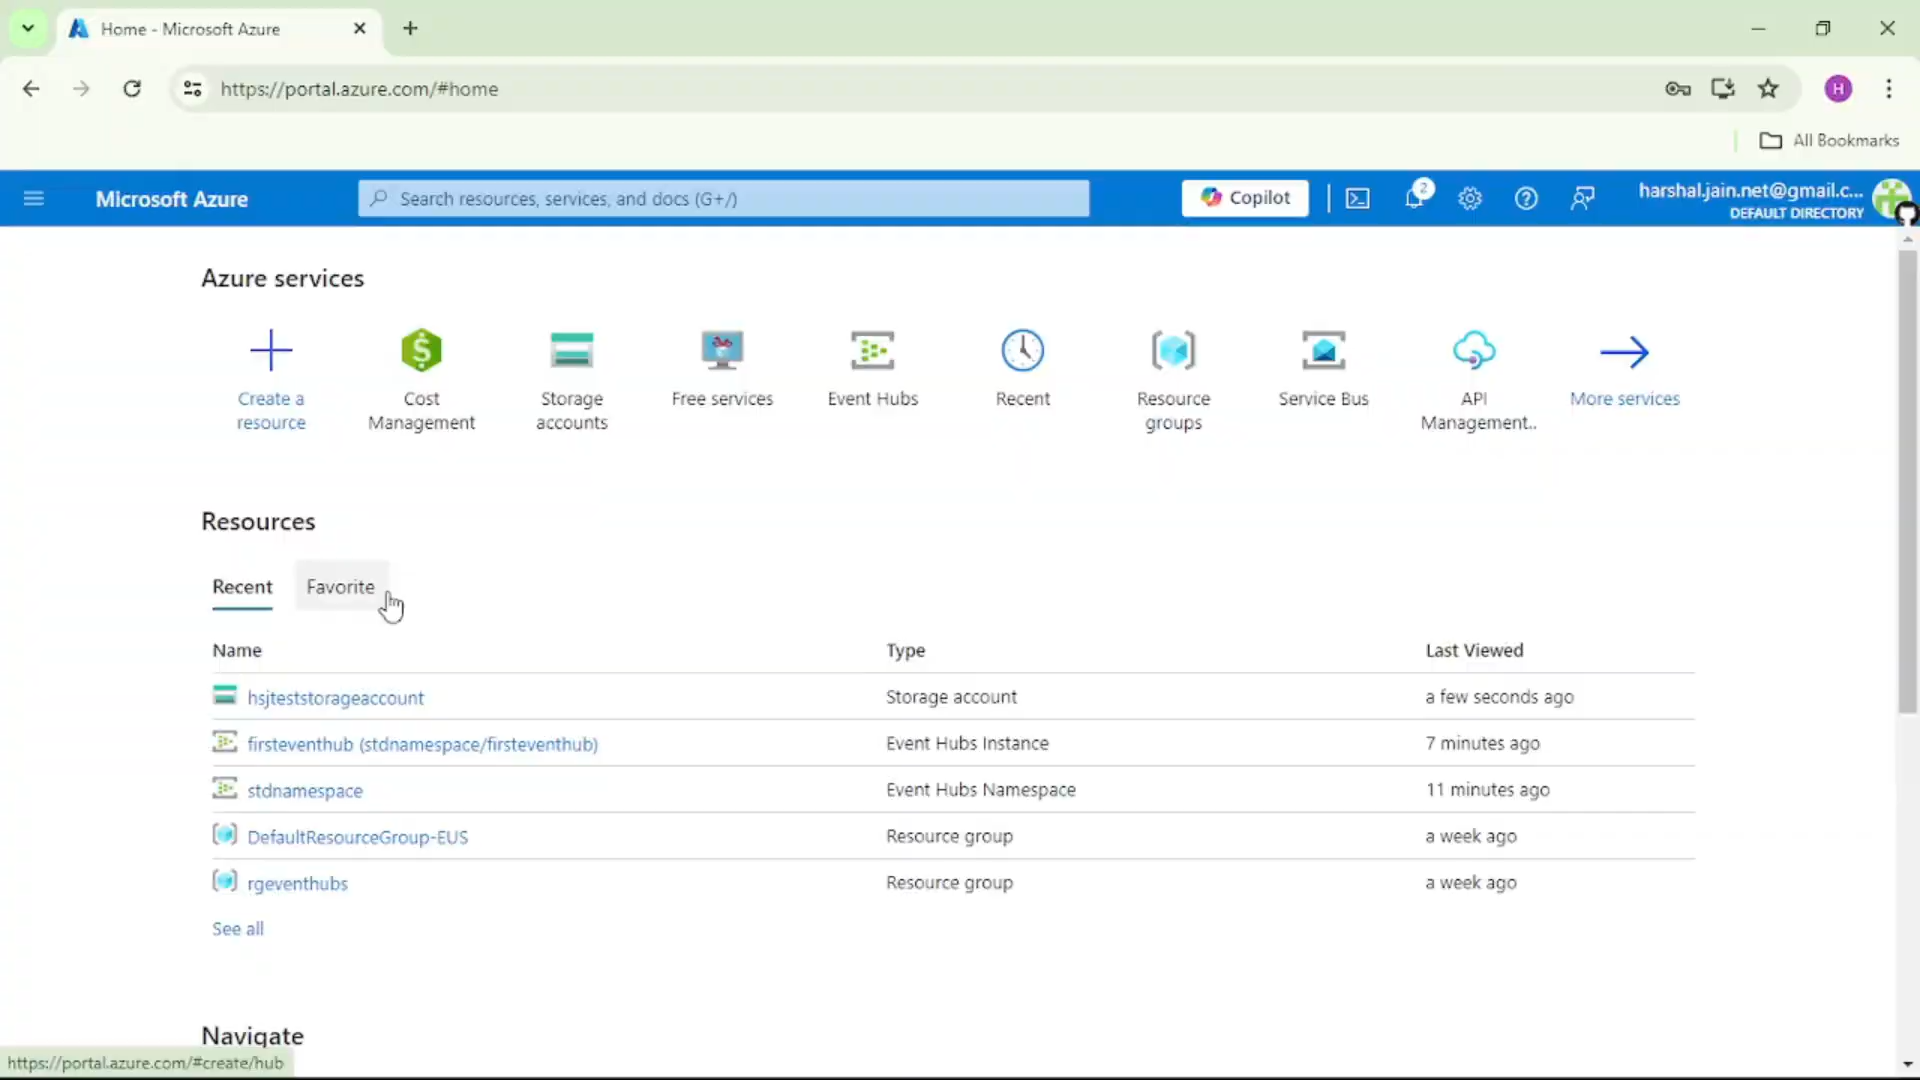 Home - Microsoft Azure
https://portal.azure.com/#home
H
All Bookmarks
Microsoft Azure
Search resources, services, and docs (G+/)
Copilot
2
harshal.jain.net@gmail.c...
DEFAULT DIRECTORY
Azure services
Create a resource
Cost Management
Storage accounts
Free services
Event Hubs
Recent
Resource groups
Service Bus
API Management..
More services
Resources
Recent Favorite
Name Type Last Viewed
hsjteststorageaccount Storage account a few seconds ago
firsteventhub (stdnamespace/firsteventhub) Event Hubs Instance 7 minutes ago
stdnamespace Event Hubs Namespace 11 minutes ago
DefaultResourceGroup-EUS Resource group a week ago
rgeventhubs Resource group a week ago
See all
Navigate
https://portal.azure.com/#create/hub